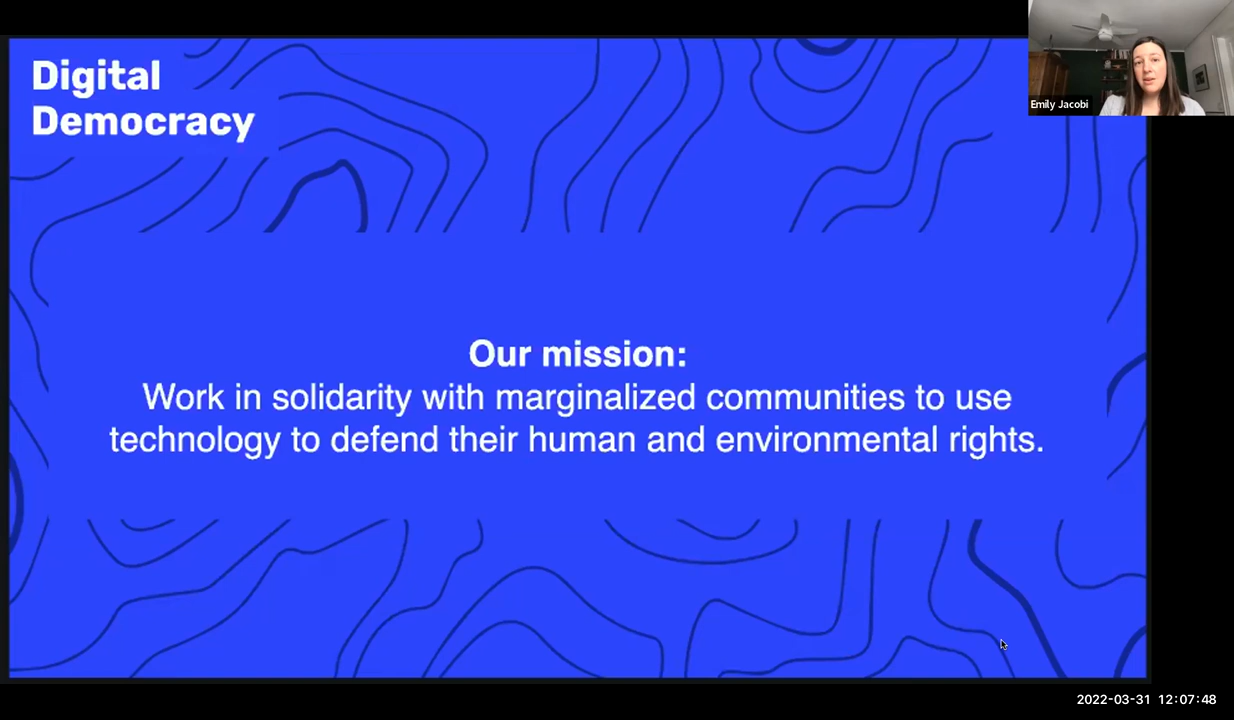 Digital
Democracy
Emily Jacobi
Our mission:
Work in solidarity with marginalized communities to use
technology to defend their human and environmental rights.
2022-03-31 12:07:48